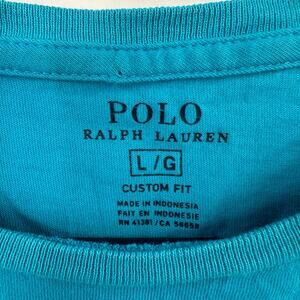 POLO
RALPH LAUREN
L/G
CUSTOM FIT
MADE IN INDONESIA
FAIT EN INDONESIE
RN 41381/CA 56658